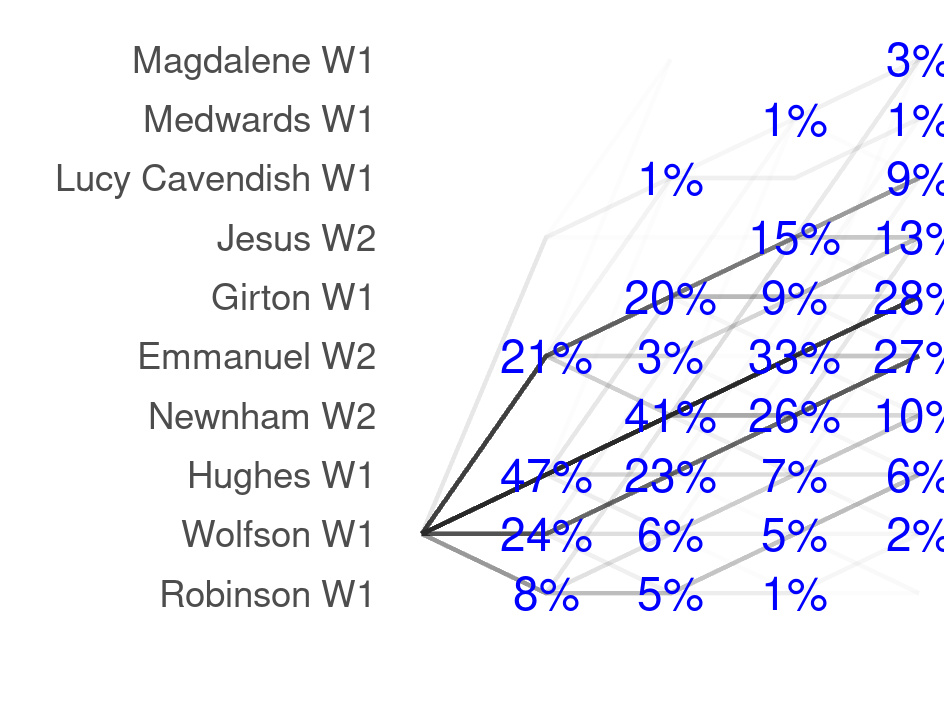 Magdalene W1 3%
Medwards W1 1% 1%
Lucy Cavendish W1 1% 9%
Jesus W2 15% 13%
Girton W1 20% 9% 28%
Emmanuel W2 21% 3% 33% 27%
Newnham W2 41% 26% 10%
Hughes W1 47% 23% 7% 6%
Wolfson W1 24% 6% 5% 2%
Robinson W1 8% 5% 1%